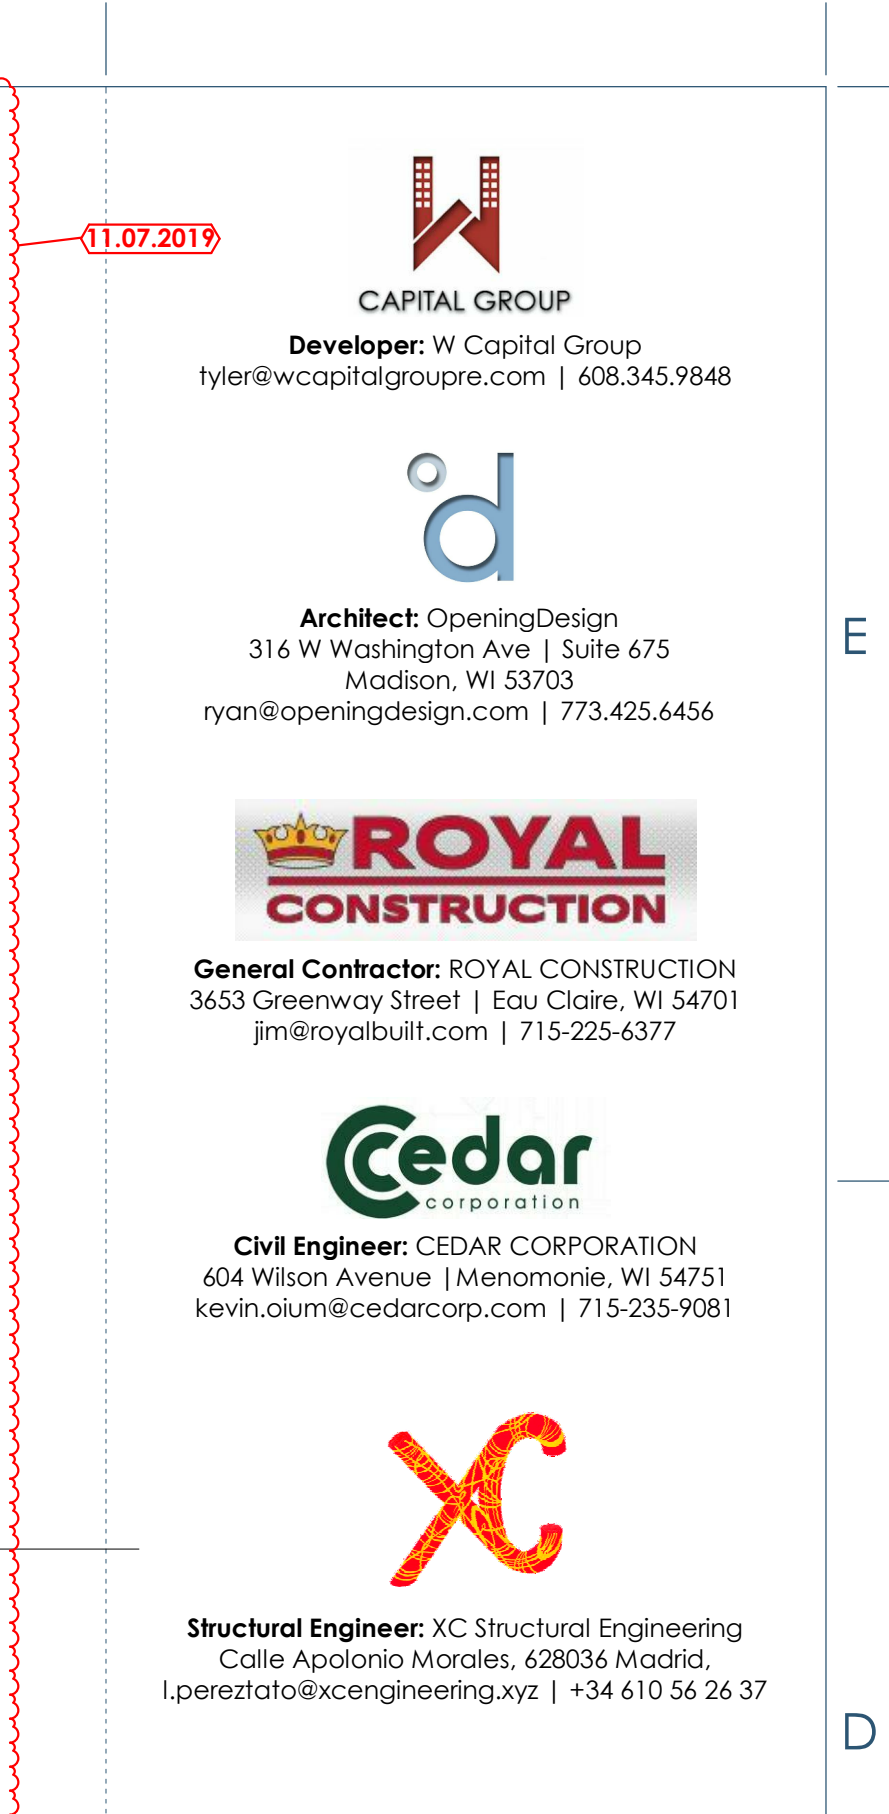 11.07.2019
CAPITAL GROUP
Developer: W Capital Group
tyler@wcapitalgroupre.com | 608.345.9848
d
Architect: OpeningDesign
316 W Washington Ave | Suite 675
Madison, WI 53703
ryan@openingdesign.com | 773.425.6456
E
ROYAL
CONSTRUCTION
General Contractor: ROYAL CONSTRUCTION
3653 Greenway Street | Eau Claire, WI 54701
jim@royalbuilt.com | 715-225-6377
Cedar
corporation
Civil Engineer: CEDAR CORPORATION
604 Wilson Avenue |Menomonie, WI 54751
kevin.oium@cedarcorp.com | 715-235-9081
XC
Structural Engineer: XC Structural Engineering
Calle Apolonio Morales, 628036 Madrid,
l.pereztato@xcengineering.xyz | +34 610 56 26 37
D